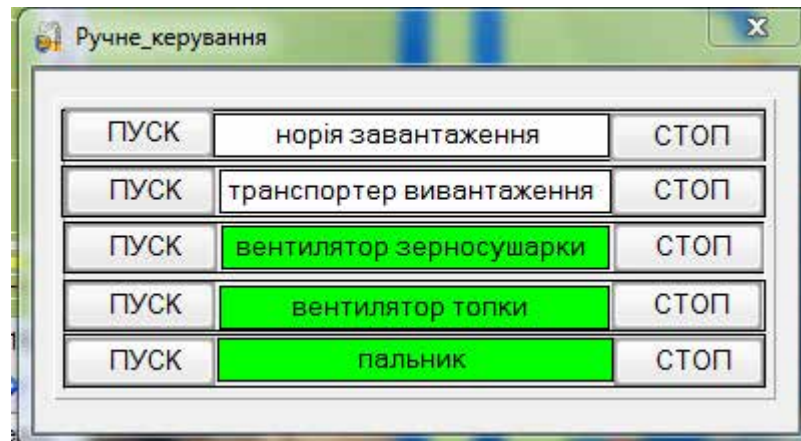 Ручне_керування
ПУСК норія завантаження СТОП
ПУСК транспортер вивантаження СТОП
ПУСК вентилятор зерносушарки СТОП
ПУСК вентилятор топки СТОП
ПУСК пальник СТОП